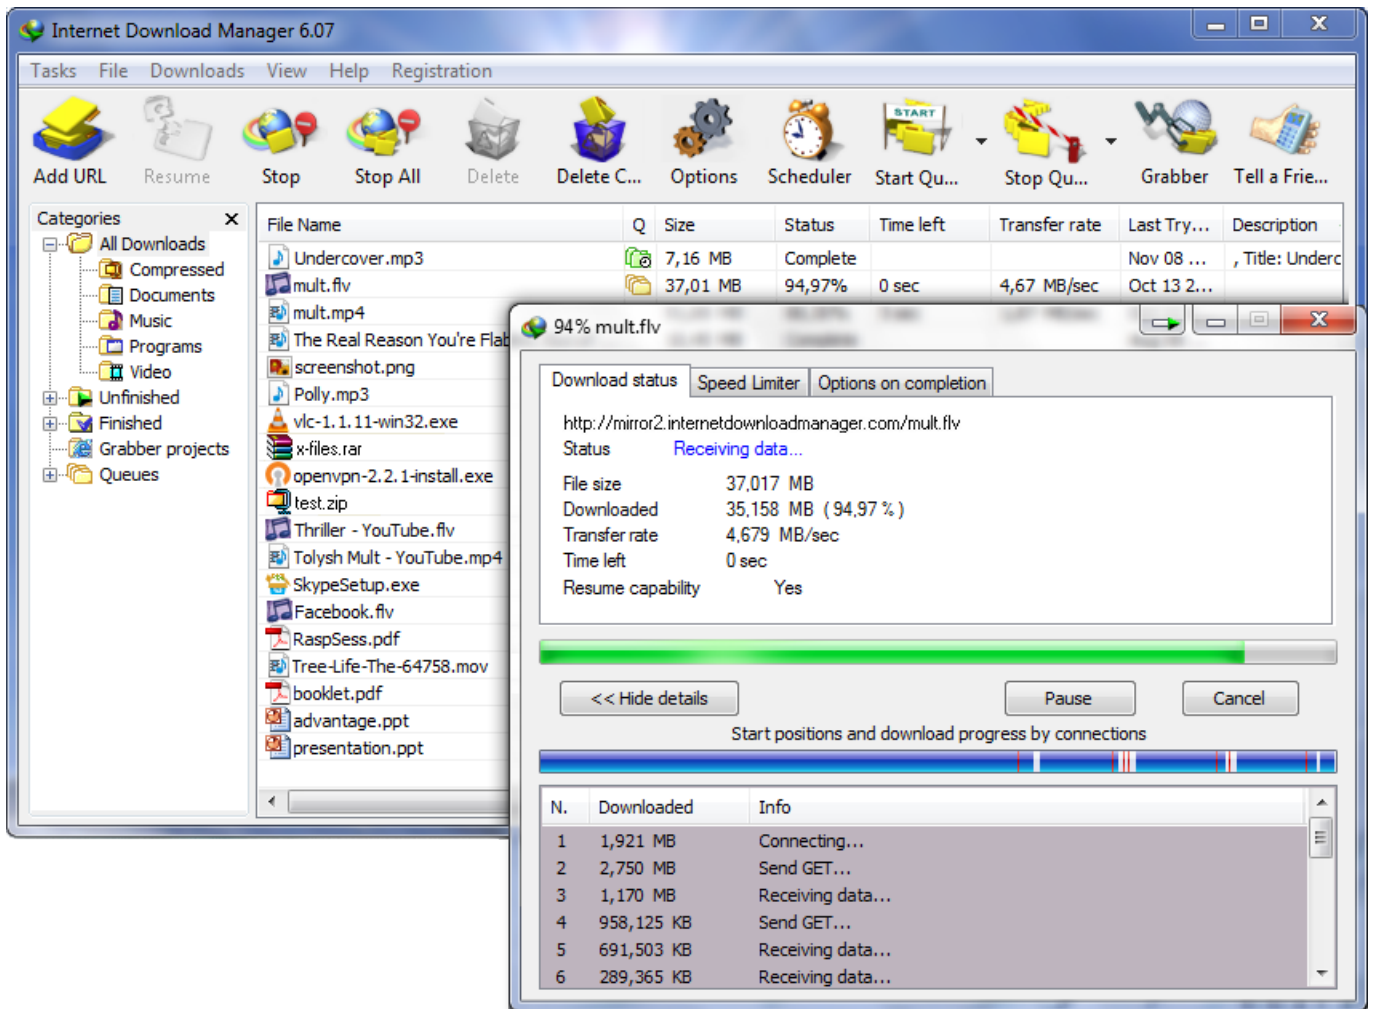 Internet Download Manager 6.07
Tasks File Downloads View Help Registration
Add URL Resume Stop Stop All Delete Delete C... Options Scheduler Start Qu... Stop Qu... Grabber Tell a Frie...
START
Categories
All Downloads
Compressed
Documents
Music
Programs
Video
Unfinished
Finished
Grabber projects
Queues
File Name Q Size Status Time left Transfer rate Last Try... Description
Undercover.mp3 7,16 MB Complete Nov 08 ... , Title: Underc
mult.flv 37,01 MB 94,97% 0 sec 4,67 MB/sec Oct 13 2...
mult.mp4
The Real Reason You're Flab
screenshot.png
Polly.mp3
vlc-1.1.11-win32.exe
x-files.rar
openvpn-2.2.1-install.exe
test.zip
Thriller - YouTube.flv
Tolysh Mult - YouTube.mp4
SkypeSetup.exe
Facebook.flv
RaspSess.pdf
Tree-Life-The-64758.mov
booklet.pdf
advantage.ppt
presentation.ppt
94% mult.flv
Download status Speed Limiter Options on completion
http://mirror2.internetdownloadmanager.com/mult.flv
Status Receiving data...
File size 37,017 MB
Downloaded 35,158 MB ( 94,97 % )
Transfer rate 4,679 MB/sec
Time left 0 sec
Resume capability Yes
<< Hide details Pause Cancel
Start positions and download progress by connections
N. Downloaded Info
1 1,921 MB Connecting...
2 2,750 MB Send GET...
3 1,170 MB Receiving data...
4 958,125 KB Send GET...
5 691,503 KB Receiving data...
6 289,365 KB Receiving data...